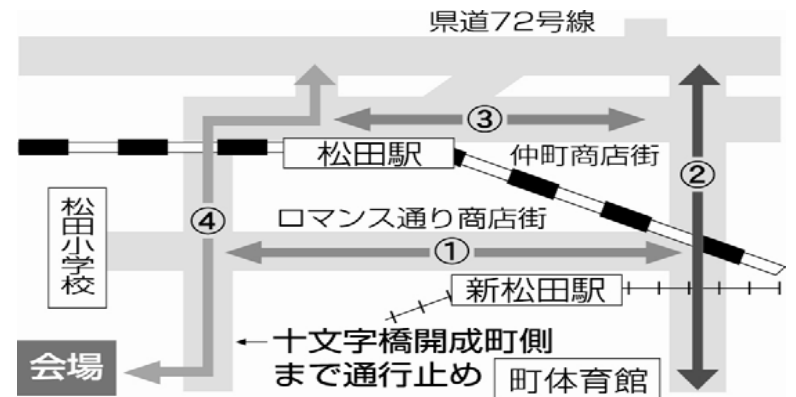 県道72号線
③
松田駅
仲町商店街
②
松田小学校
④
ロマンス通り商店街
①
新松田駅
会場
←十文字橋開成町側
まで通行止め
町体育館